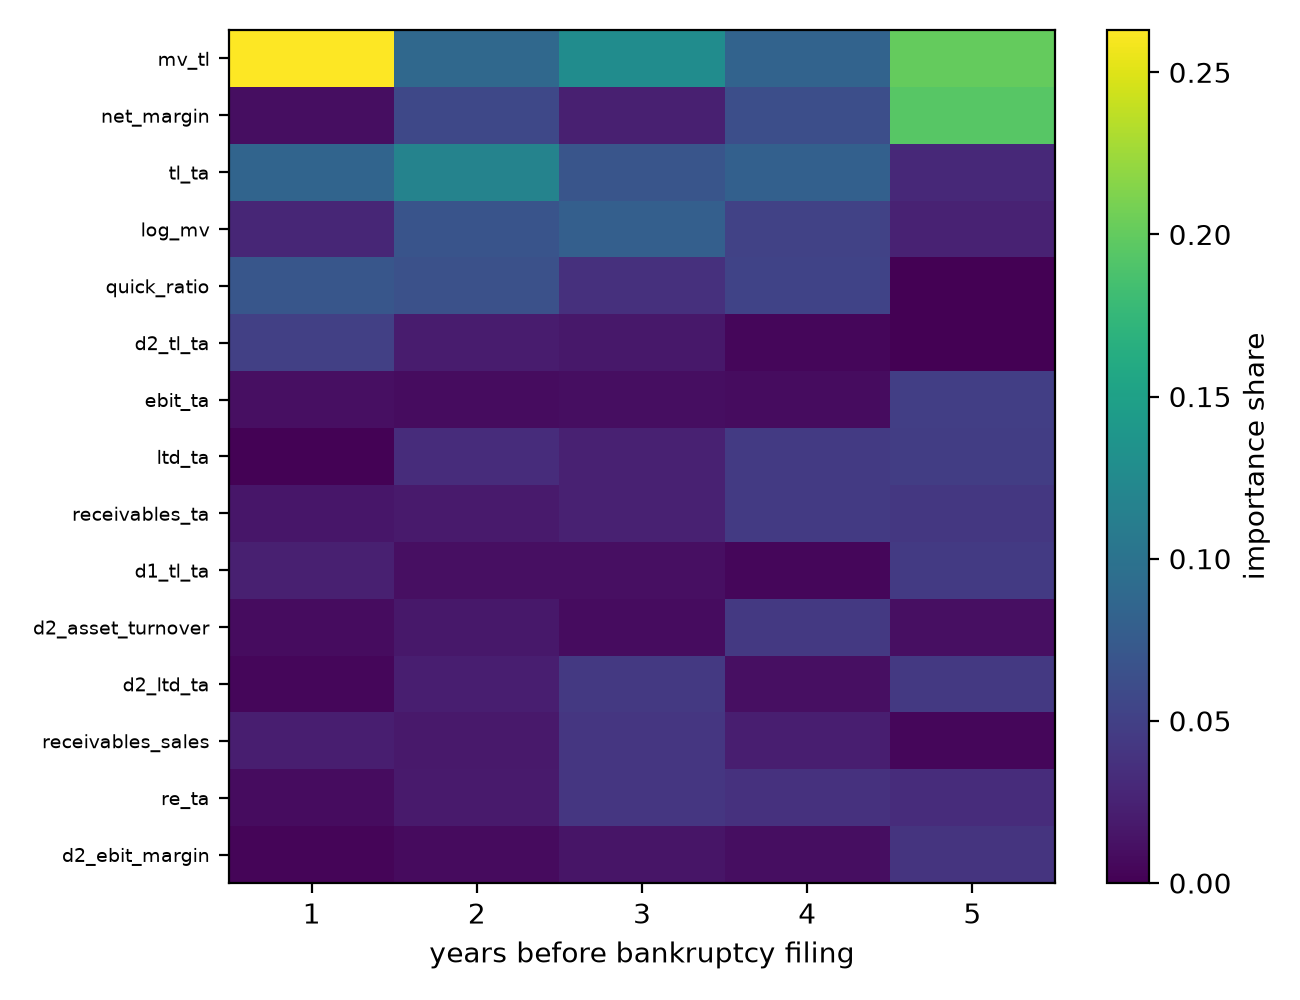 mv_tl
net_margin
tl_ta
log_mv
quick_ratio
d2_tl_ta
ebit_ta
ltd_ta
receivables_ta
d1_tl_ta
d2_asset_turnover
d2_ltd_ta
receivables_sales
re_ta
d2_ebit_margin
1 2 3 4 5
years before bankruptcy filing
0.25
0.20
0.15
0.10
0.05
0.00
importance share